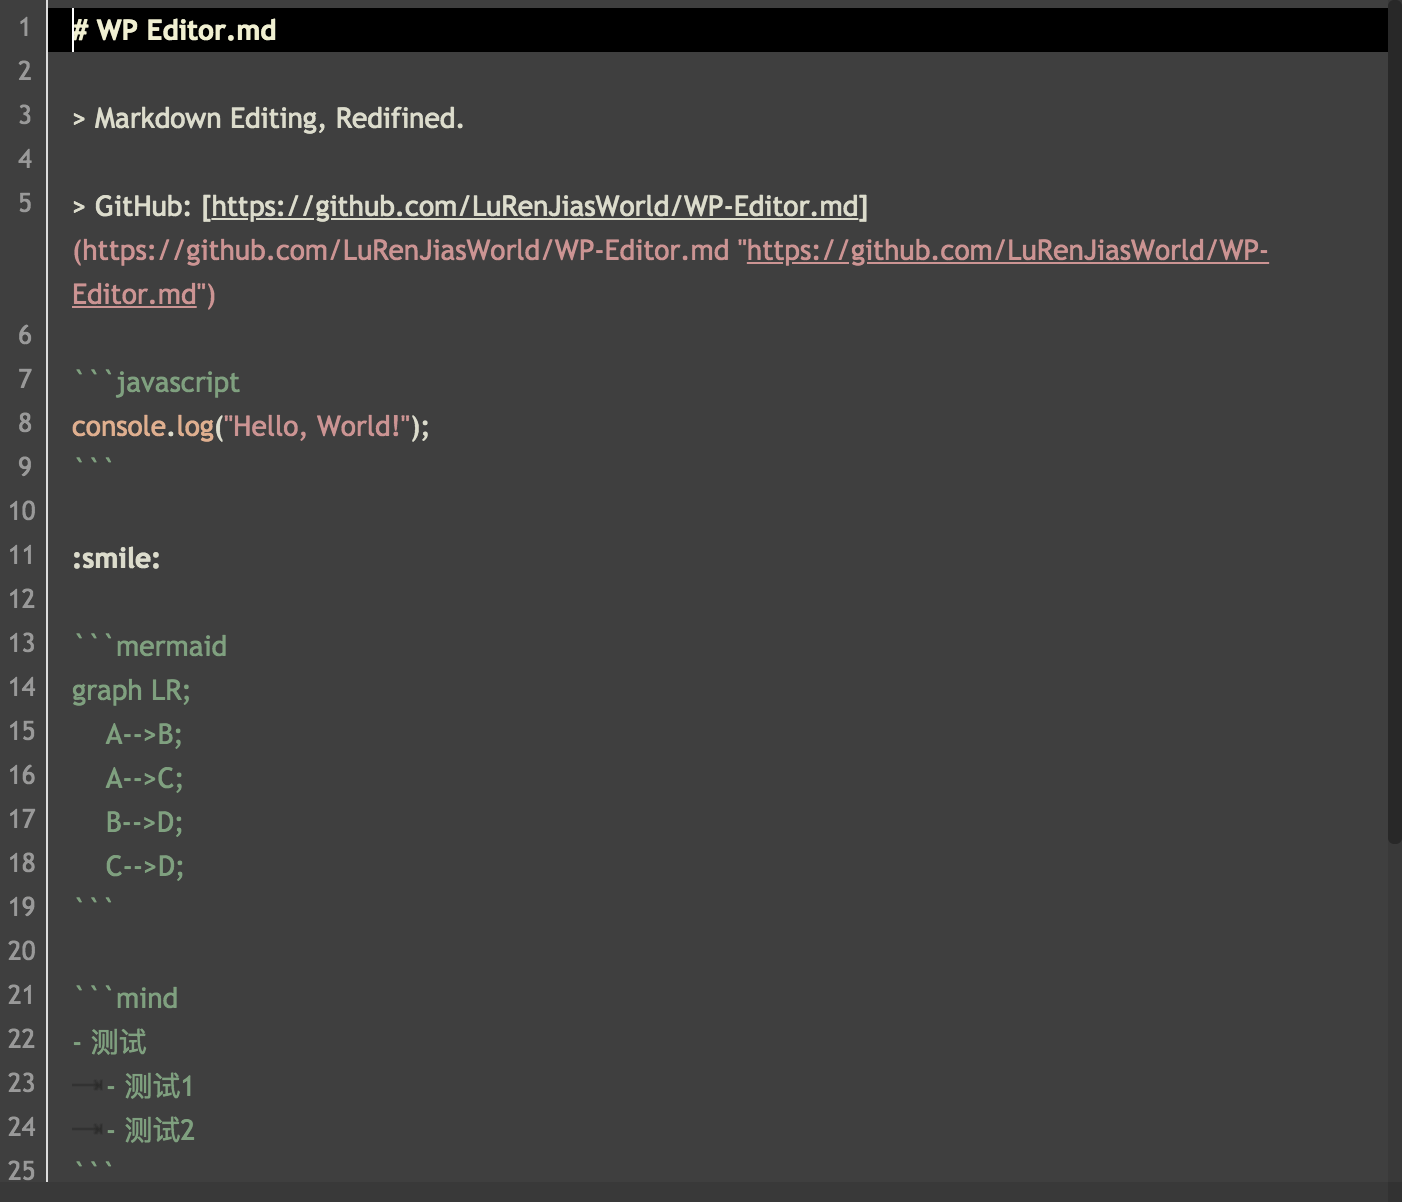 1 # WP Editor.md
2
3 > Markdown Editing, Redifined.
4
5 > GitHub: [https://github.com/LuRenJiasWorld/WP-Editor.md]
(https://github.com/LuRenJiasWorld/WP-Editor.md "https://github.com/LuRenJiasWorld/WP-
Editor.md")
6
7 ```javascript
8 console.log("Hello, World!");
9 ```
10
11 :smile:
12
13 ```mermaid
14 graph LR;
15     A-->B;
16     A-->C;
17     B-->D;
18     C-->D;
19 ```
20
21 ```mind
22 - 测试
23     - 测试1
24     - 测试2
25 ```